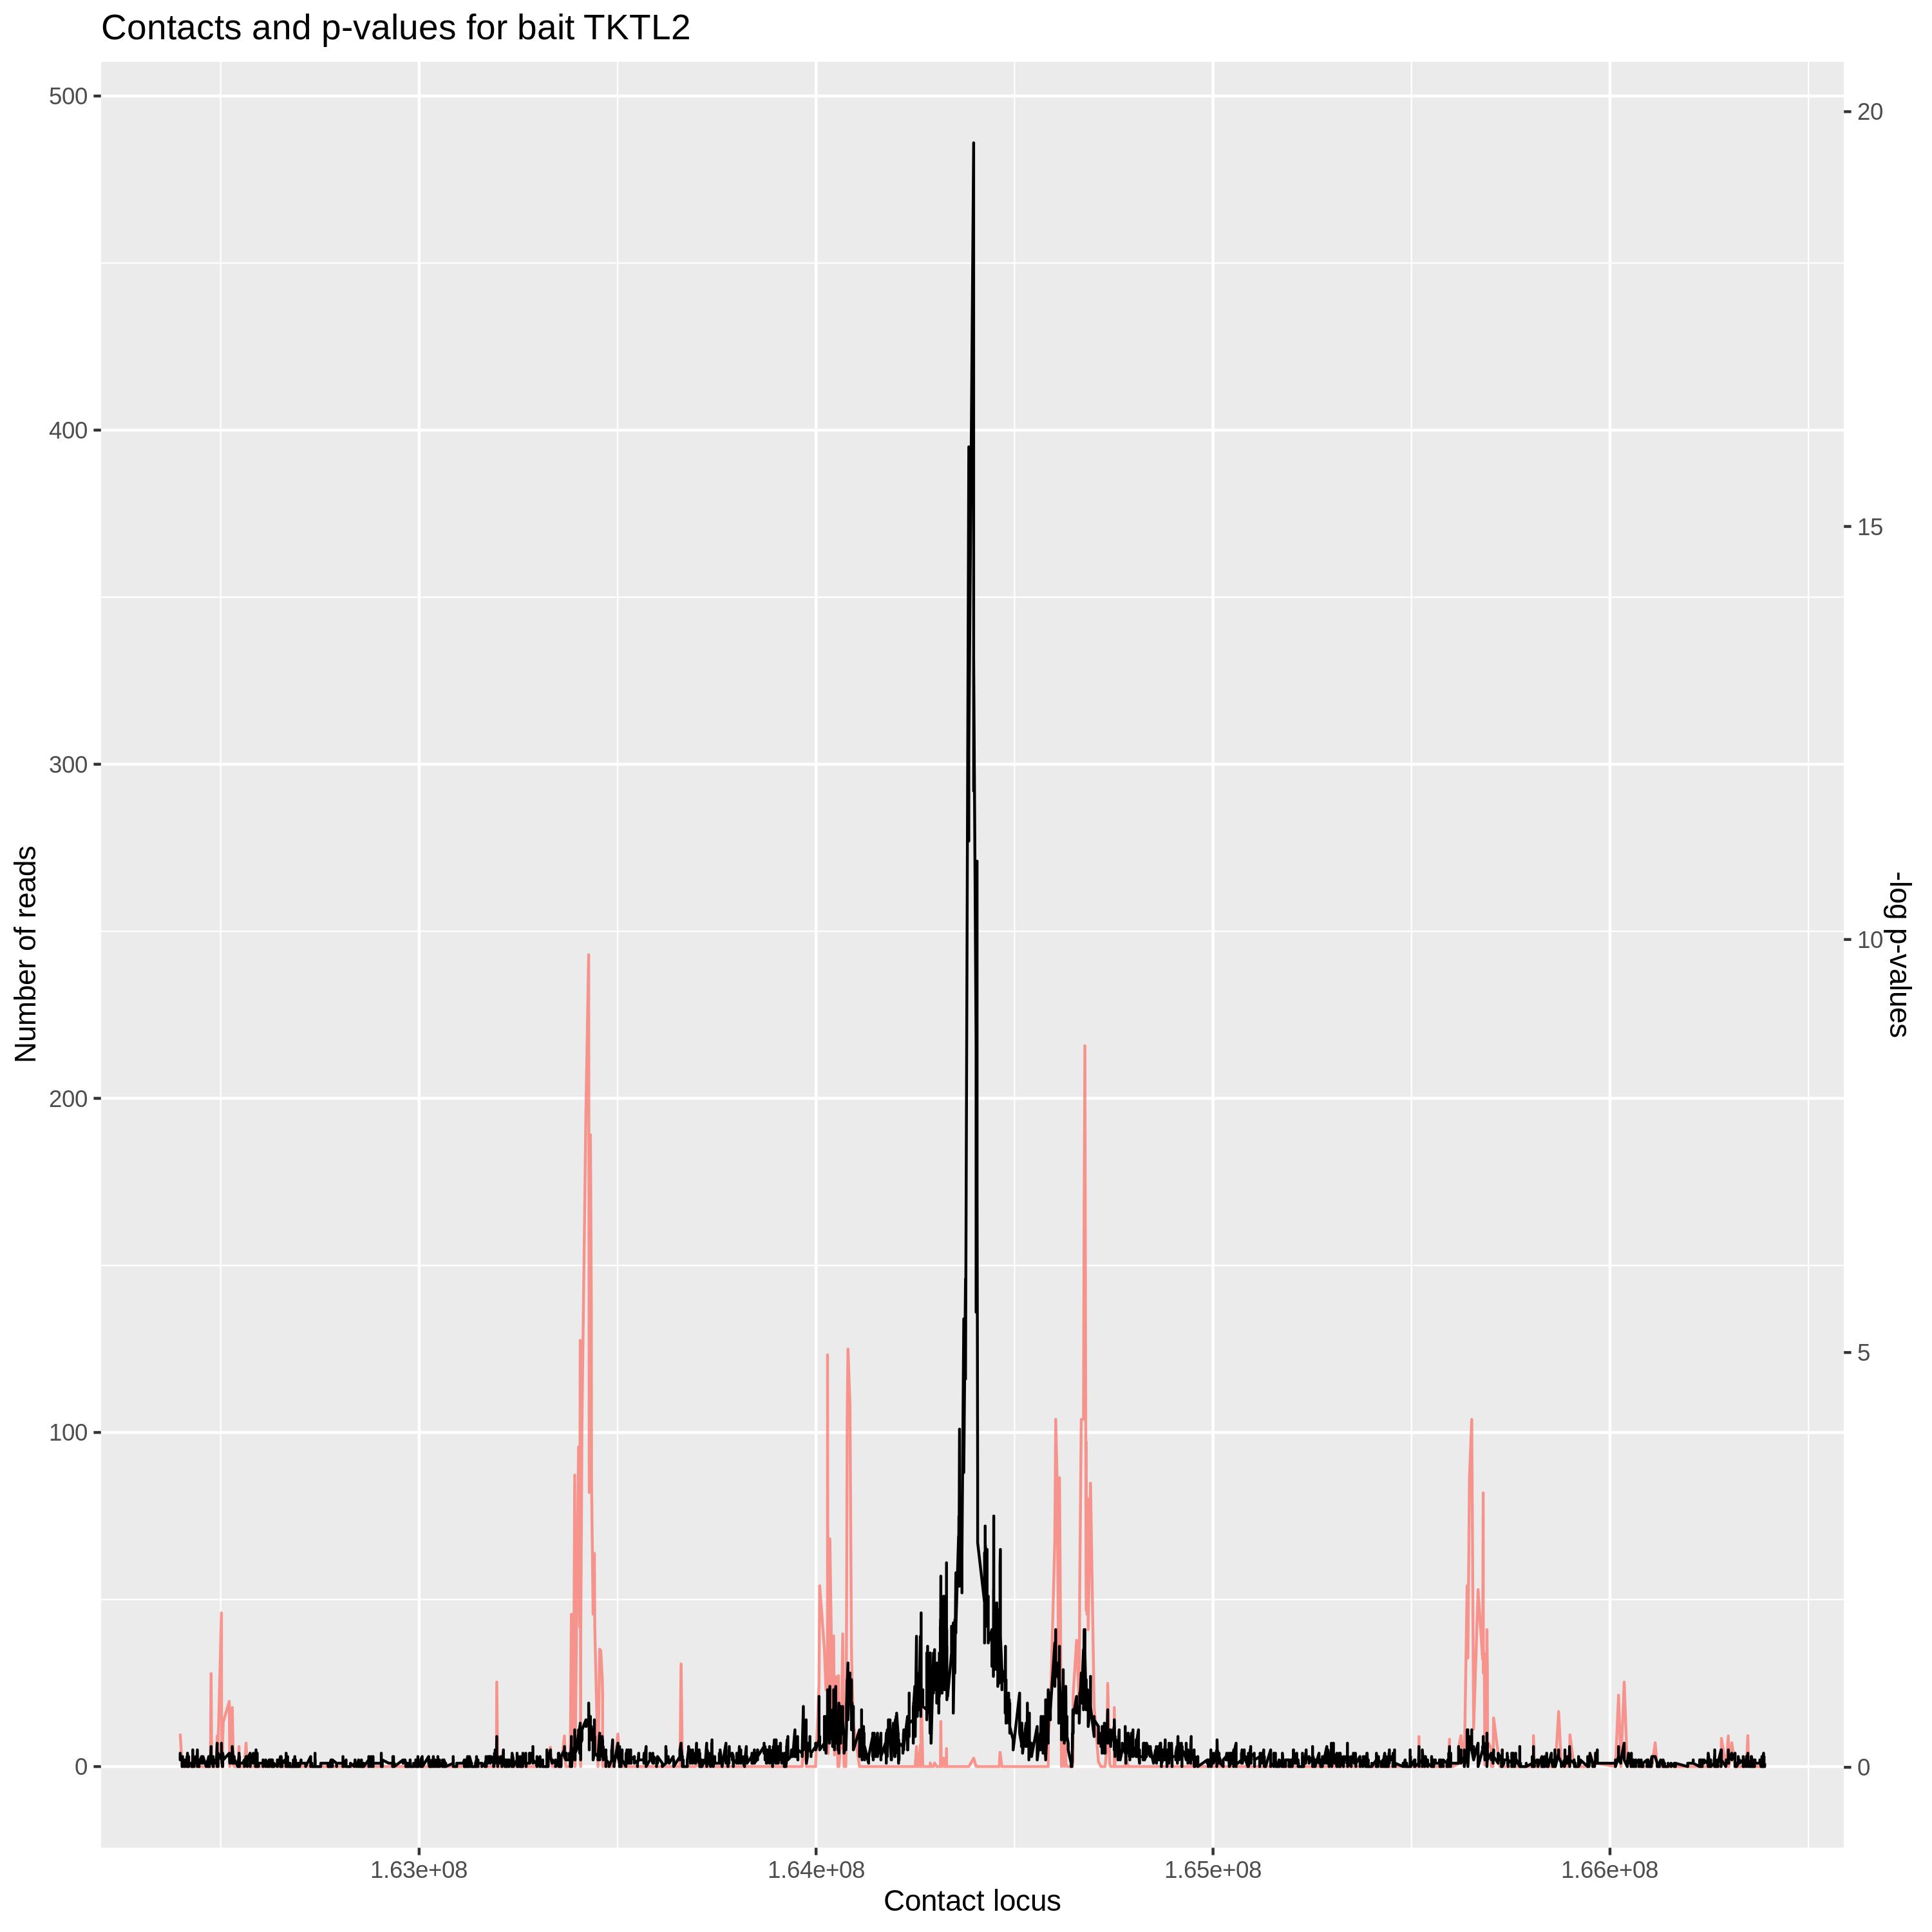 Contacts and p-values for bait TKTL2
500
400
300
200
100
0
Number of reads
20
15
10
5
0
-log p-values
1.63e+08
1.64e+08
1.65e+08
1.66e+08
Contact locus